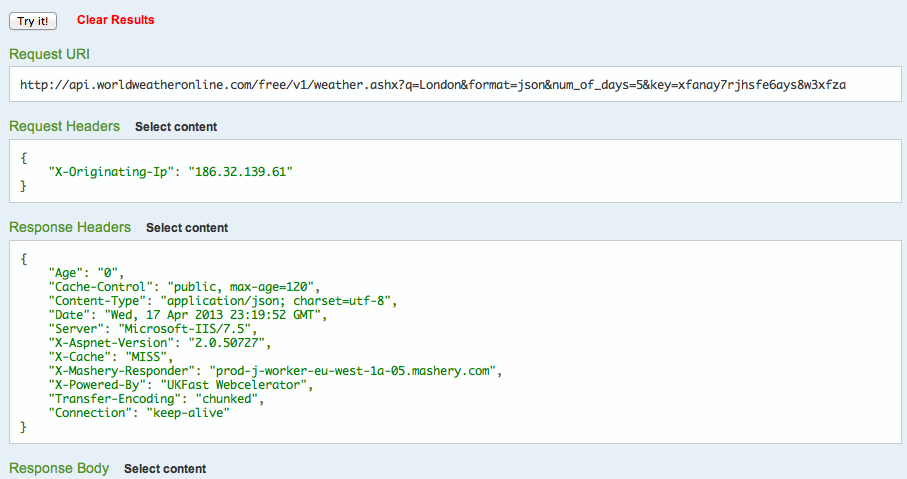 Try it! Clear Results
Request URI
http://api.worldweatheronline.com/free/v1/weather.ashx?q=London&format=json&num_of_days=5&key=xfanay7rjhsfe6ays8w3xfza
Request Headers Select content
{
"X-Originating-Ip": "186.32.139.61"
}
Response Headers Select content
{
"Age": "0",
"Cache-Control": "public, max-age=120",
"Content-Type": "application/json; charset=utf-8",
"Date": "Wed, 17 Apr 2013 23:19:52 GMT",
"Server": "Microsoft-IIS/7.5",
"X-Aspnet-Version": "2.0.50727",
"X-Cache": "MISS",
"X-Mashery-Responder": "prod-j-worker-eu-west-1a-05.mashery.com",
"X-Powered-By": "UKFast Webcelerator",
"Transfer-Encoding": "chunked",
"Connection": "keep-alive"
}
Response Body Select content